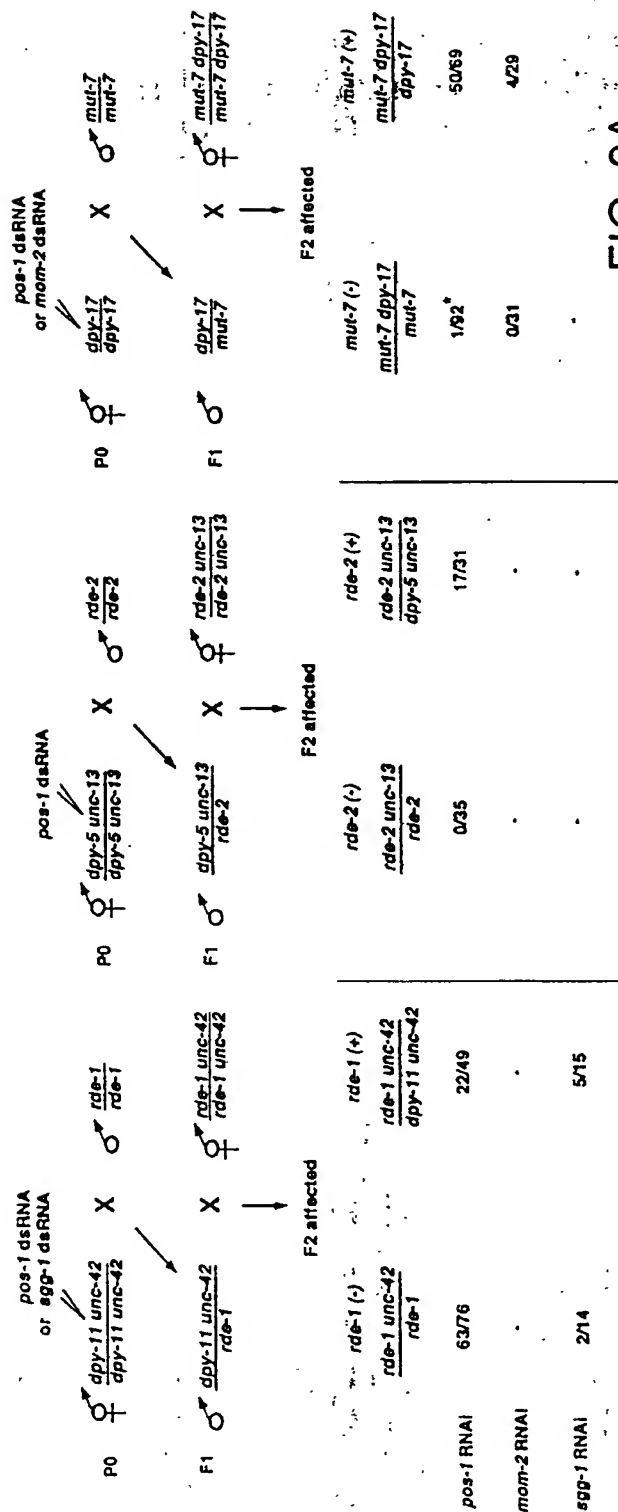 pos-1 dsRNA
or sgg-1 dsRNA
P0 dpy-11 unc-42 X rde-1
dpy-11 unc-42 rde-1
F1 dpy-11 unc-42 X rde-1 unc-42
rde-1 rde-1 unc-42
F2 affected
rde-1 (-) rde-1 (+)
rde-1 unc-42 rde-1 unc-42
rde-1 dpy-11 unc-42
pos-1 RNAi 63/76 22/49
mom-2 RNAi . .
sgg-1 RNAi 2/14 5/15
pos-1 dsRNA
P0 dpy-5 unc-13 X rde-2
dpy-5 unc-13 rde-2
F1 dpy-5 unc-13 X rde-2 unc-13
rde-2 rde-2 unc-13
F2 affected
rde-2 (-) rde-2 (+)
rde-2 unc-13 rde-2 unc-13
rde-2 dpy-5 unc-13
0/35 17/31
. .
. .
pos-1 dsRNA
or mom-2 dsRNA
P0 dpy-17 X mut-7
dpy-17 mut-7
F1 dpy-17 X mut-7 dpy-17
mut-7 mut-7 dpy-17
F2 affected
mut-7 (-) mut-7 (+)
mut-7 dpy-17 mut-7 dpy-17
mut-7 dpy-17
1/92* 50/69
0/31 4/29
. .
FIG.